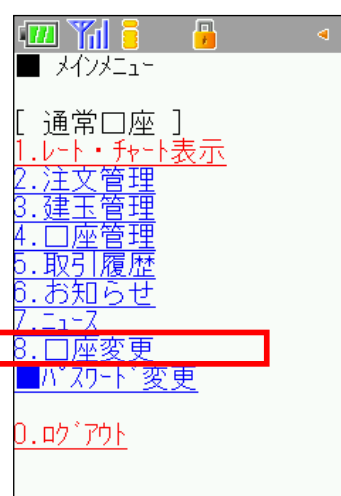 ■ ﾒｲﾝﾒﾆｭｰ
[ 通常口座 ]
1.ﾚｰﾄ・ﾁｬｰﾄ表示
2.注文管理
3.建玉管理
4.口座管理
5.取引履歴
6.お知らせ
7.ﾆｭｰｽ
8.口座変更
■ﾊﾟｽﾜｰﾄﾞ変更
0.ﾛｸﾞｱｳﾄ